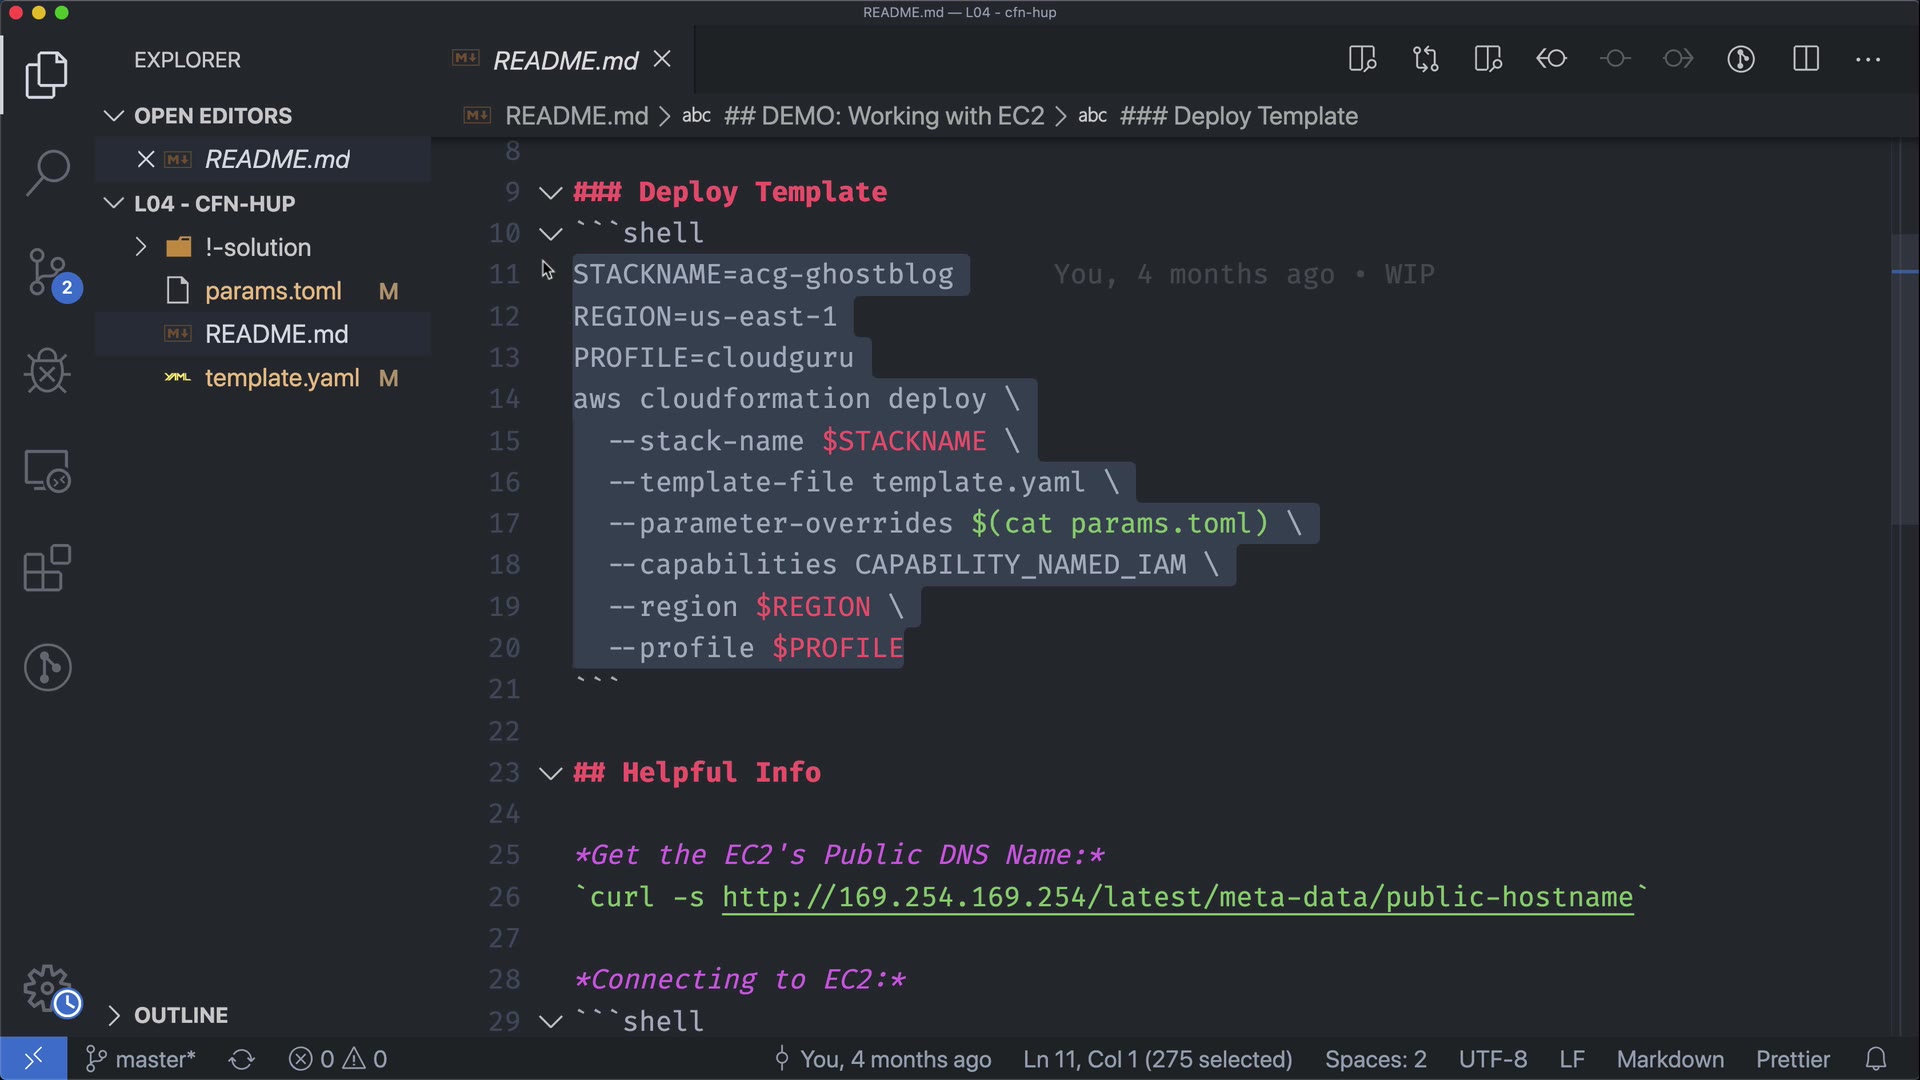 README.md — L04 - cfn-hup
EXPLORER
README.md
OPEN EDITORS
README.md > abc ## DEMO: Working with EC2 > abc ### Deploy Template
README.md
L04 - CFN-HUP
!-solution
params.toml M
README.md
YAML template.yaml M
2
8
9 ### Deploy Template
10 ```shell
11 STACKNAME=acg-ghostblog You, 4 months ago • WIP
12 REGION=us-east-1
13 PROFILE=cloudguru
14 aws cloudformation deploy \
15 --stack-name $STACKNAME \
16 --template-file template.yaml \
17 --parameter-overrides $(cat params.toml) \
18 --capabilities CAPABILITY_NAMED_IAM \
19 --region $REGION \
20 --profile $PROFILE
21 ```
22
23 ## Helpful Info
24
25 *Get the EC2's Public DNS Name:*
26 `curl -s http://169.254.169.254/latest/meta-data/public-hostname`
27
28 *Connecting to EC2:*
29 ```shell
OUTLINE
master* 0 0 You, 4 months ago Ln 11, Col 1 (275 selected) Spaces: 2 UTF-8 LF Markdown Prettier